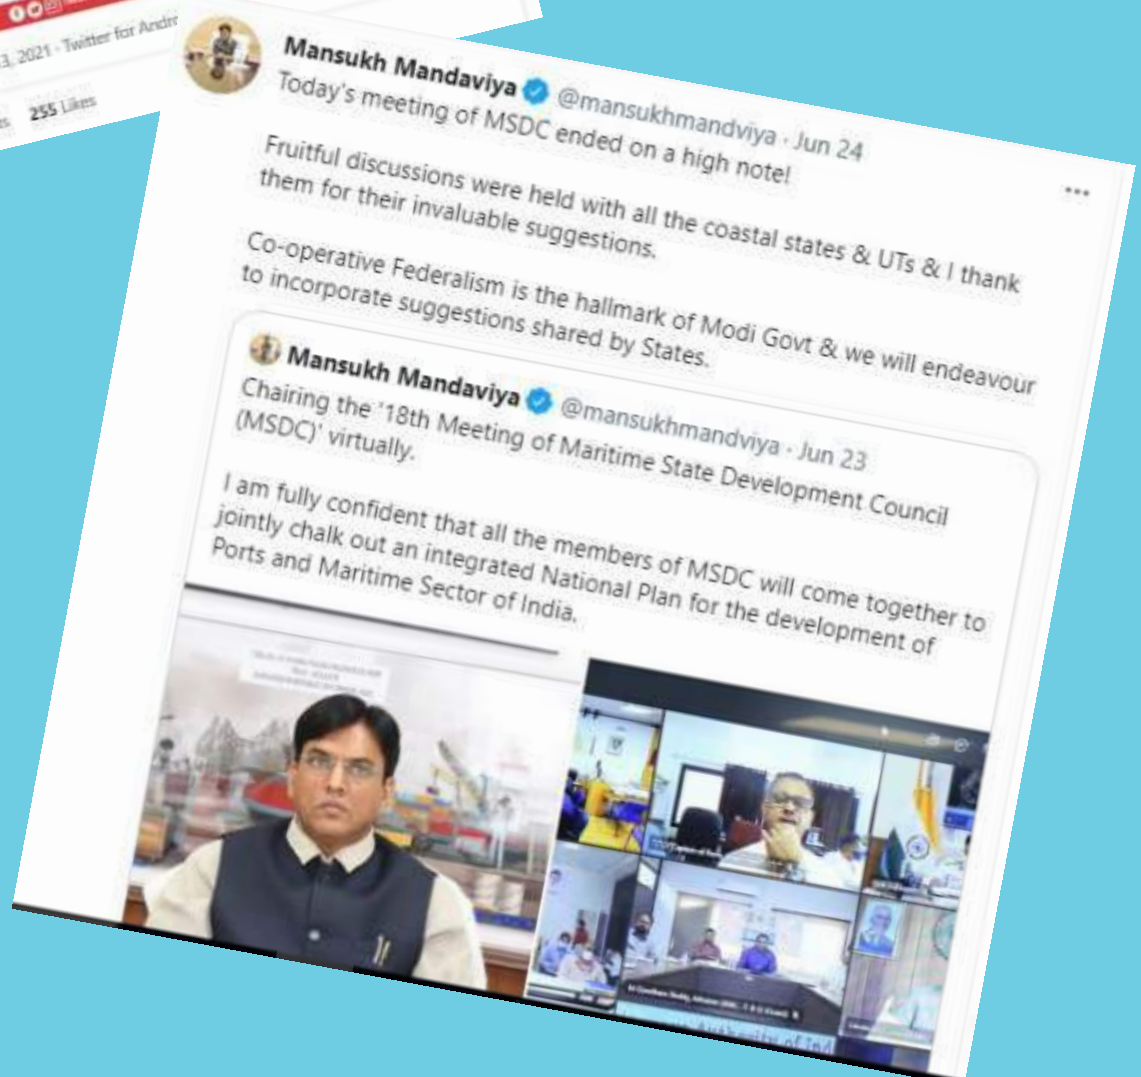 3, 2021 · Twitter for Andr
255 Likes
Mansukh Mandaviya @mansukhmandviya · Jun 24
Today's meeting of MSDC ended on a high note!
Fruitful discussions were held with all the coastal states & UTs & I thank
them for their invaluable suggestions.
Co-operative Federalism is the hallmark of Modi Govt & we will endeavour
to incorporate suggestions shared by States.
Mansukh Mandaviya @mansukhmandviya · Jun 23
Chairing the '18th Meeting of Maritime State Development Council
(MSDC)' virtually.
I am fully confident that all the members of MSDC will come together to
jointly chalk out an integrated National Plan for the development of
Ports and Maritime Sector of India.
Authority of Ind